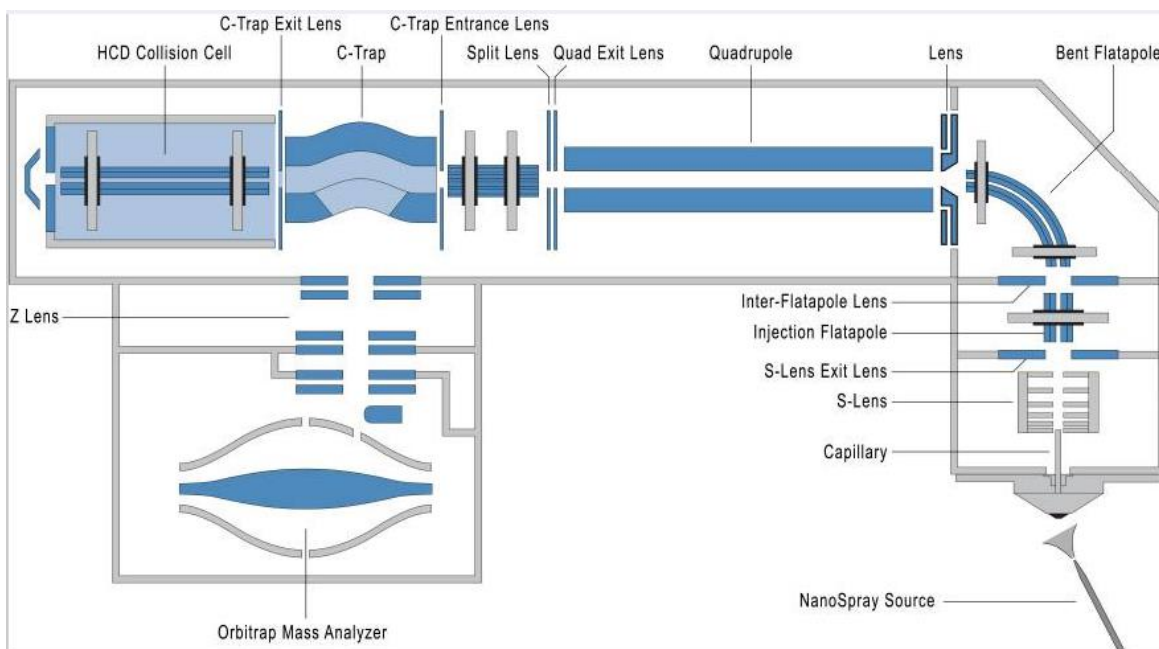 C-Trap Exit Lens
C-Trap Entrance Lens
HCD Collision Cell
C-Trap
Split Lens
Quad Exit Lens
Quadrupole
Lens
Bent Flatapole
Z Lens
Inter-Flatapole Lens
Injection Flatapole
S-Lens Exit Lens
S-Lens
Capillary
NanoSpray Source
Orbitrap Mass Analyzer